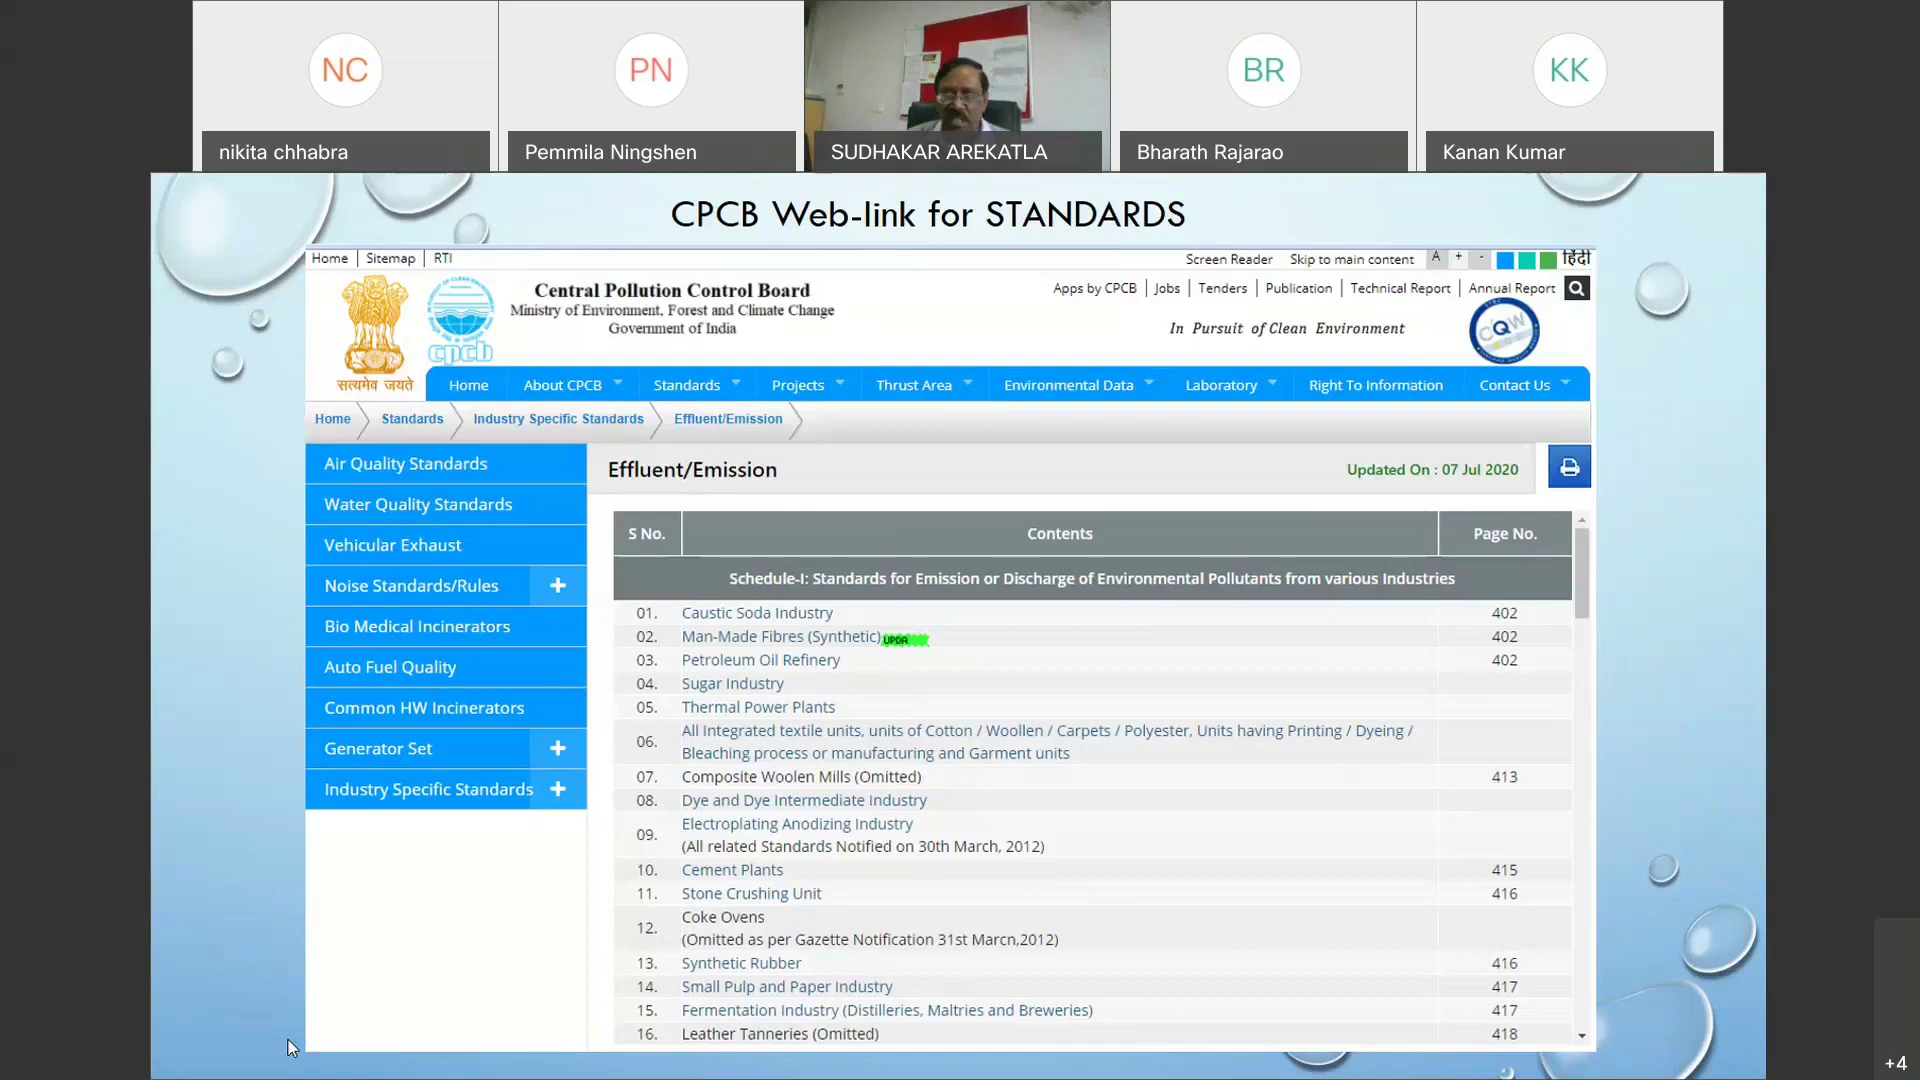 NC
PN
BR
KK
nikita chhabra
Pemmila Ningshen
SUDHAKAR AREKATLA
Bharath Rajarao
Kanan Kumar
CPCB Web-link for STANDARDS
Home | Sitemap | RTI
Screen Reader Skip to main content A + - हिंदी
Central Pollution Control Board
Ministry of Environment, Forest and Climate Change
Government of India
Apps by CPCB | Jobs | Tenders | Publication | Technical Report | Annual Report
In Pursuit of Clean Environment
सत्यमेव जयते
cpcb
CQW
Home About CPCB Standards Projects Thrust Area Environmental Data Laboratory Right To Information Contact Us
Home Standards Industry Specific Standards Effluent/Emission
Air Quality Standards
Water Quality Standards
Vehicular Exhaust
Noise Standards/Rules +
Bio Medical Incinerators
Auto Fuel Quality
Common HW Incinerators
Generator Set +
Industry Specific Standards +
Effluent/Emission Updated On : 07 Jul 2020
S No. Contents Page No.
Schedule-I: Standards for Emission or Discharge of Environmental Pollutants from various Industries
01. Caustic Soda Industry 402
02. Man-Made Fibres (Synthetic) UPDA 402
03. Petroleum Oil Refinery 402
04. Sugar Industry
05. Thermal Power Plants
06. All Integrated textile units, units of Cotton / Woollen / Carpets / Polyester, Units having Printing / Dyeing /
Bleaching process or manufacturing and Garment units
07. Composite Woolen Mills (Omitted) 413
08. Dye and Dye Intermediate Industry
09. Electroplating Anodizing Industry
(All related Standards Notified on 30th March, 2012)
10. Cement Plants 415
11. Stone Crushing Unit 416
12. Coke Ovens
(Omitted as per Gazette Notification 31st Marcn,2012)
13. Synthetic Rubber 416
14. Small Pulp and Paper Industry 417
15. Fermentation Industry (Distilleries, Maltries and Breweries) 417
16. Leather Tanneries (Omitted) 418
+4